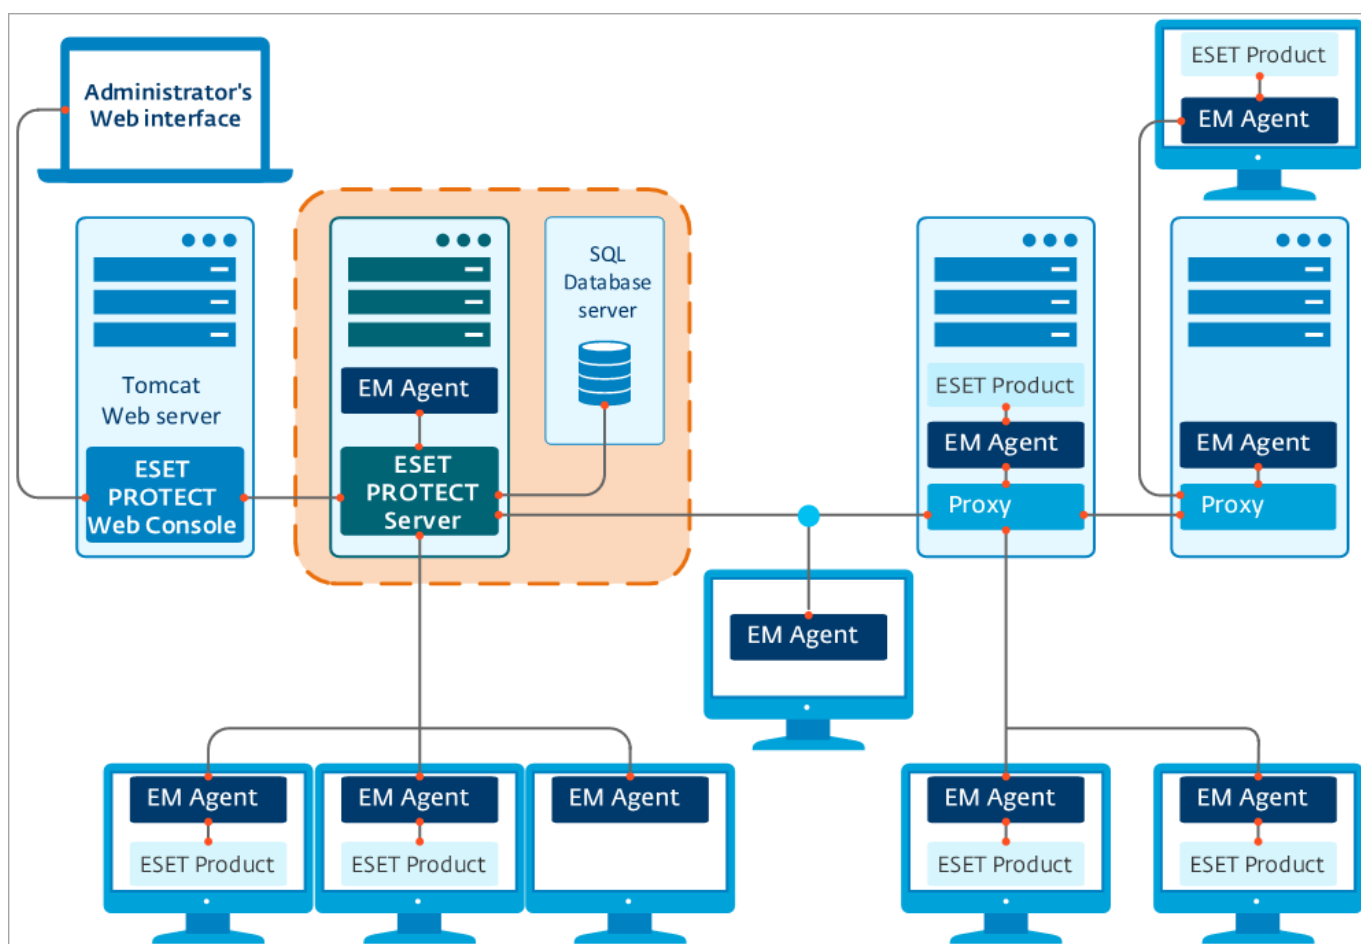 Administrator's
Web interface
ESET Product
EM Agent
Tomcat
Web server
ESET
PROTECT
Web Console
EM Agent
ESET
PROTECT
Server
SQL
Database
server
ESET Product
EM Agent
Proxy
EM Agent
Proxy
EM Agent
EM Agent
ESET Product
EM Agent
ESET Product
EM Agent
EM Agent
ESET Product
EM Agent
ESET Product